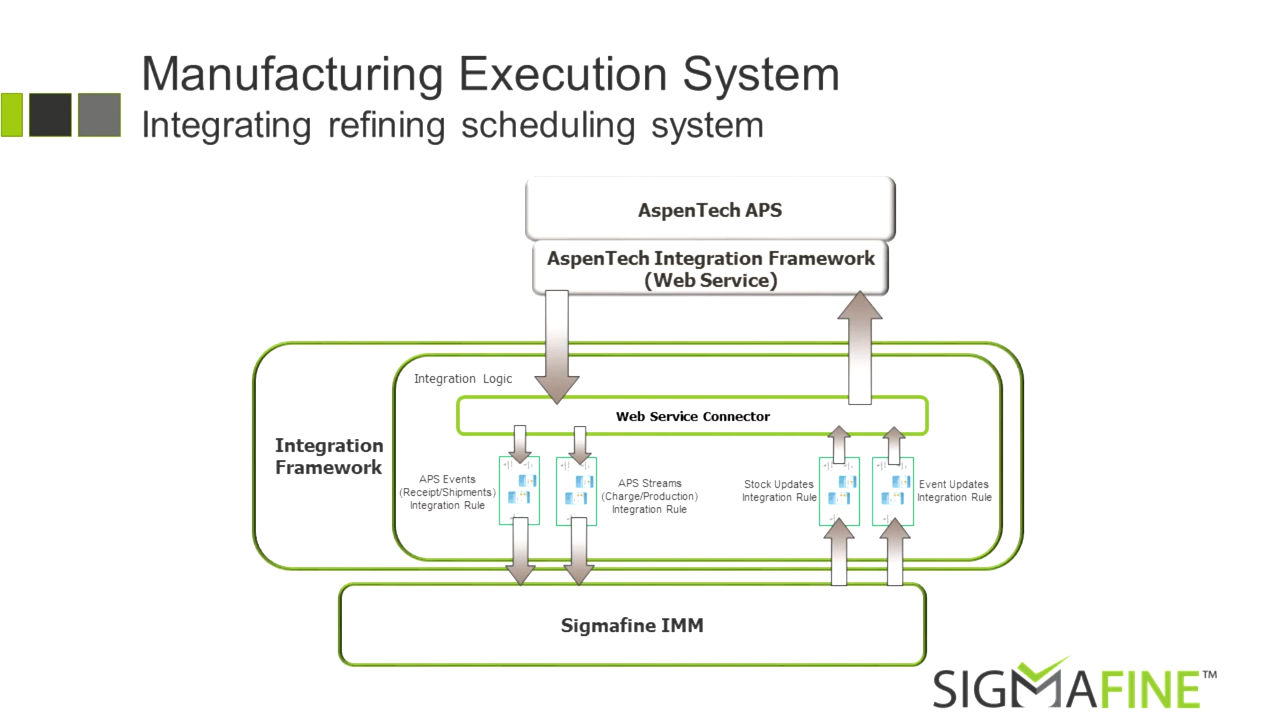 Manufacturing Execution System
Integrating refining scheduling system
AspenTech APS
AspenTech Integration Framework
(Web Service)
Integration Logic
Web Service Connector
Integration
Framework
APS Events
(Receipt/Shipments)
Integration Rule
APS Streams
(Charge/Production)
Integration Rule
Stock Updates
Integration Rule
Event Updates
Integration Rule
Sigmafine IMM
SIGMAFINE™